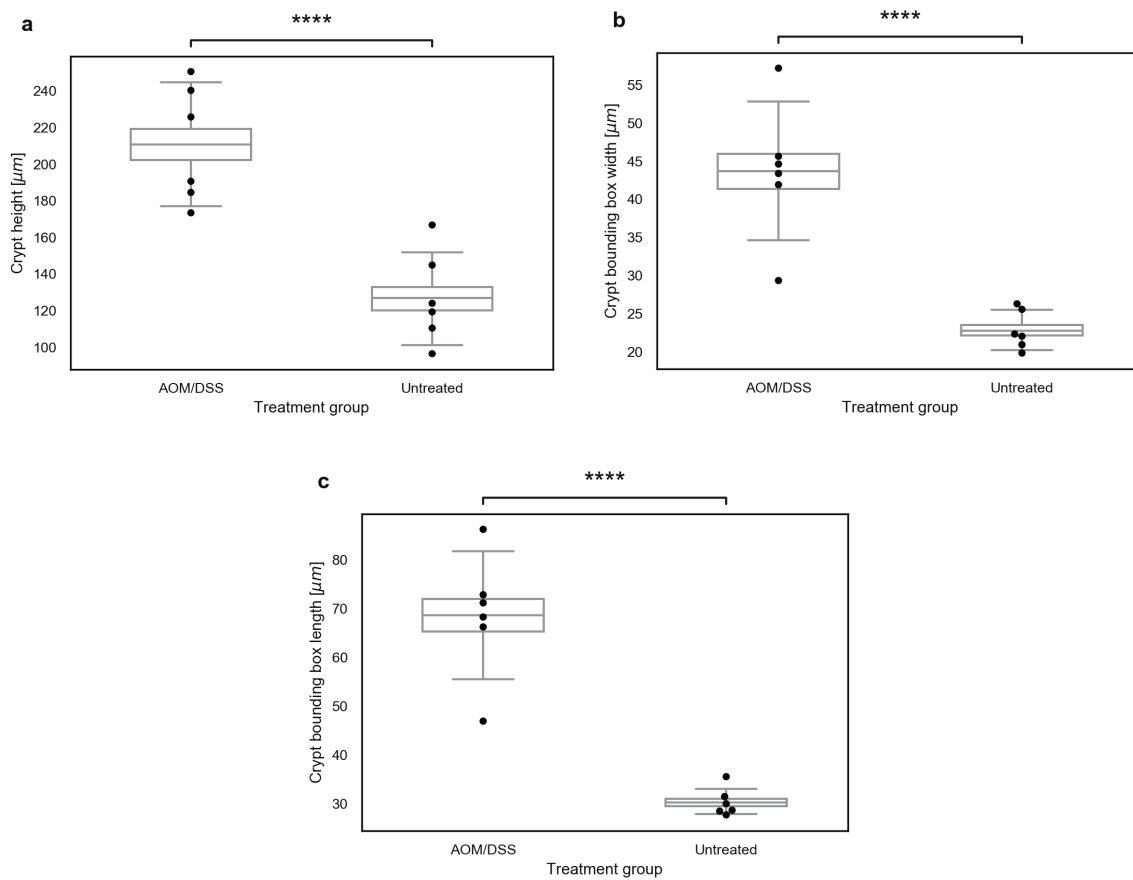 a
****
Crypt height [μm]
240
220
200
180
160
140
120
100
AOM/DSS Untreated
Treatment group
b
****
Crypt bounding box width [μm]
55
50
45
40
35
30
25
20
AOM/DSS Untreated
Treatment group
c
****
Crypt bounding box length [μm]
80
70
60
50
40
30
AOM/DSS Untreated
Treatment group